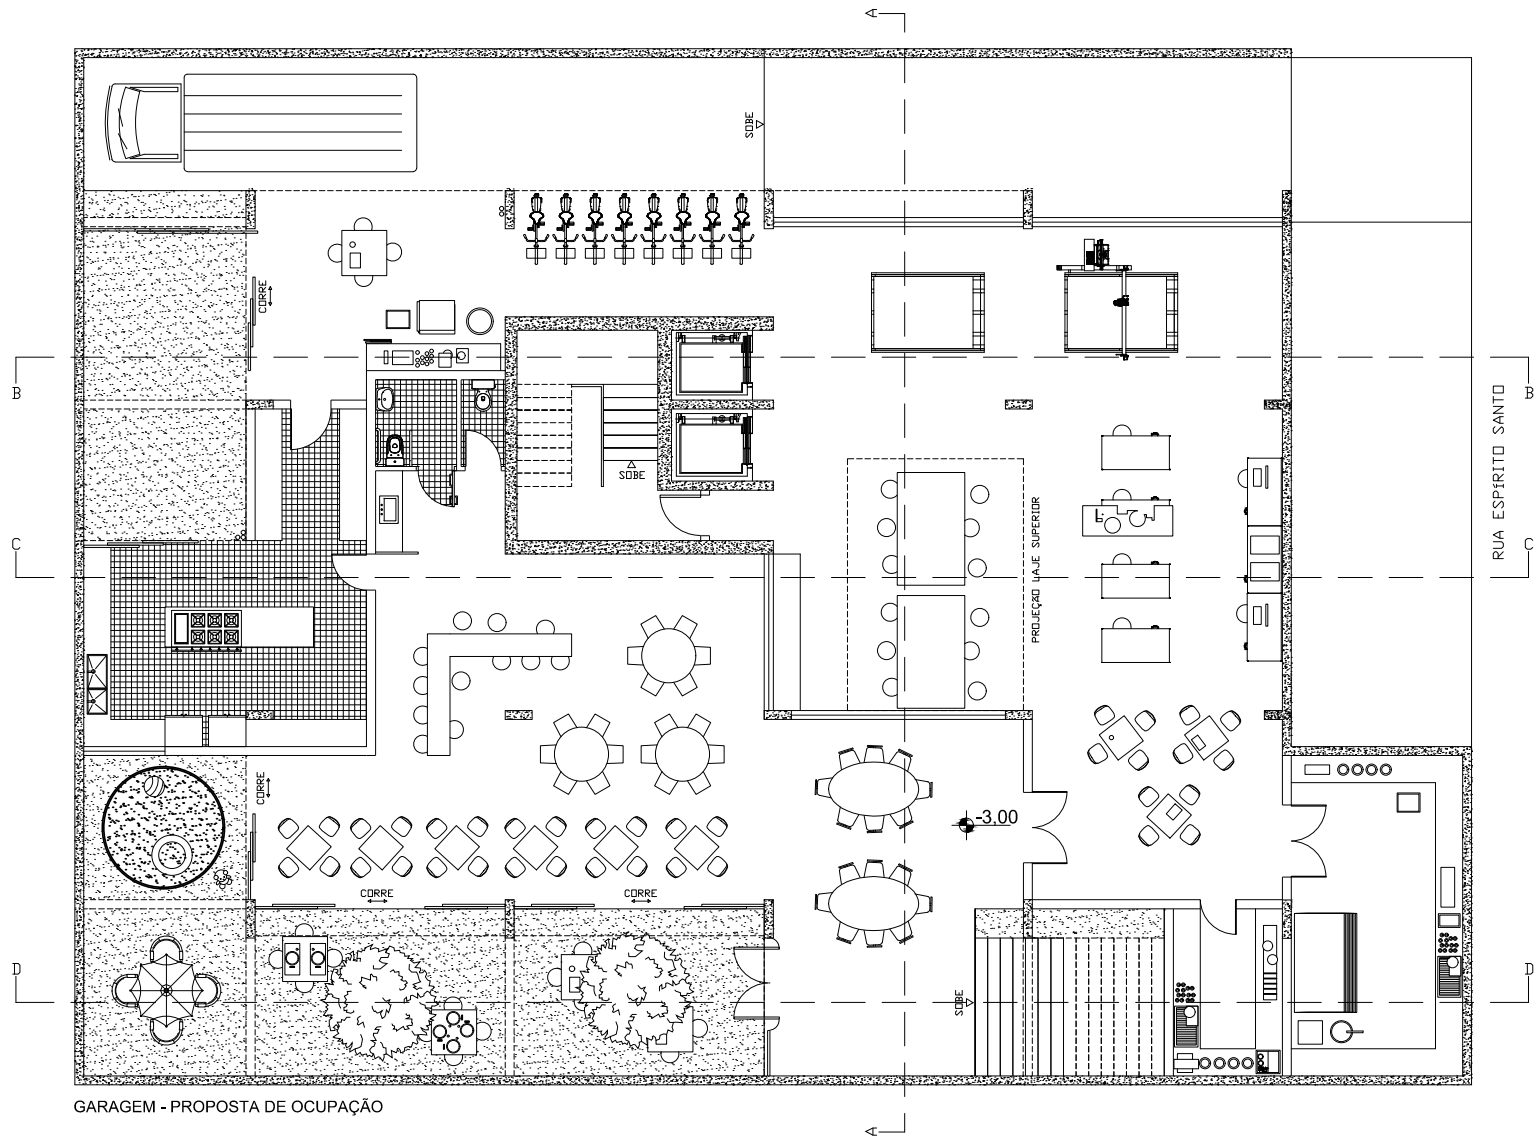 A
SOBE
CORRE
B
B
SOBE
RUA ESPÍRITO SANTO
PROJEÇÃO LAJE SUPERIOR
C
C
CORRE
-3,00
CORRE
CORRE
D
D
SOBE
GARAGEM - PROPOSTA DE OCUPAÇÃO
A